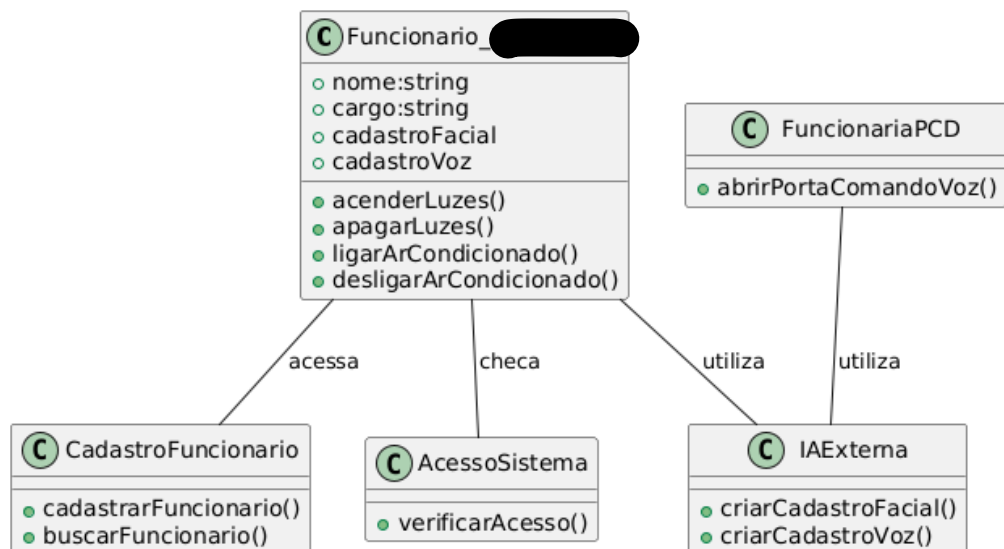 C Funcionario_
nome:string
cargo:string
cadastroFacial
cadastroVoz
acenderLuzes()
apagarLuzes()
ligarArCondicionado()
desligarArCondicionado()
C FuncionariaPCD
abrirPortaComandoVoz()
acessa
checa
utiliza
utiliza
C CadastroFuncionario
cadastrarFuncionario()
buscarFuncionario()
C AcessoSistema
verificarAcesso()
C IAExterna
criarCadastroFacial()
criarCadastroVoz()